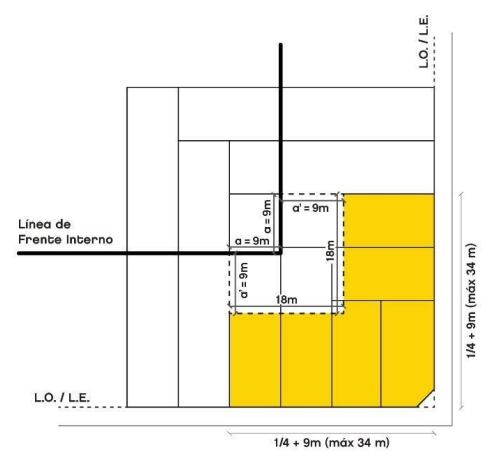 L.O. / L.E.
a = 9m
a' = 9m
Línea de
Frente Interno
a = 9m
18m
a' = 9m
18m
1/4 + 9m (máx 34 m)
L.O. / L.E.
1/4 + 9m (máx 34 m)